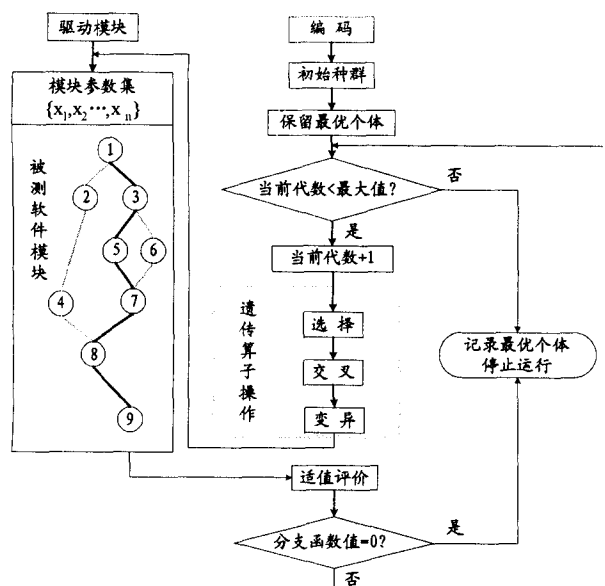 驱动模块
模块参数集
{x₁,x₂…,xₙ}
被测软件模块
1
2
3
5
6
4
7
8
9
编 码
初始种群
保留最优个体
当前代数<最大值?
否
是
当前代数+1
遗传算子操作
选择
交叉
变异
记录最优个体
停止运行
适值评价
分支函数值=0?
是
否